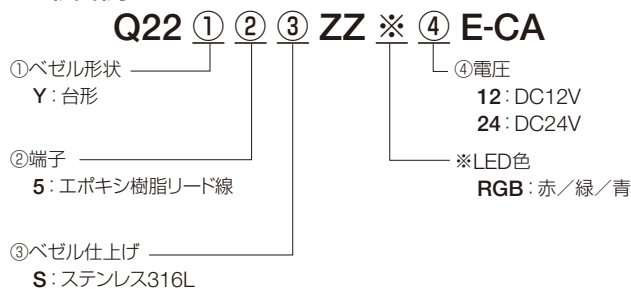 Q22 ① ② ③ ZZ ※ ④ E-CA
①ベゼル形状
Y：台形
④電圧
12：DC12V
24：DC24V
②端子
5：エポキシ樹脂リード線
※LED色
RGB：赤／緑／青
③ベゼル仕上げ
S：ステンレス316L